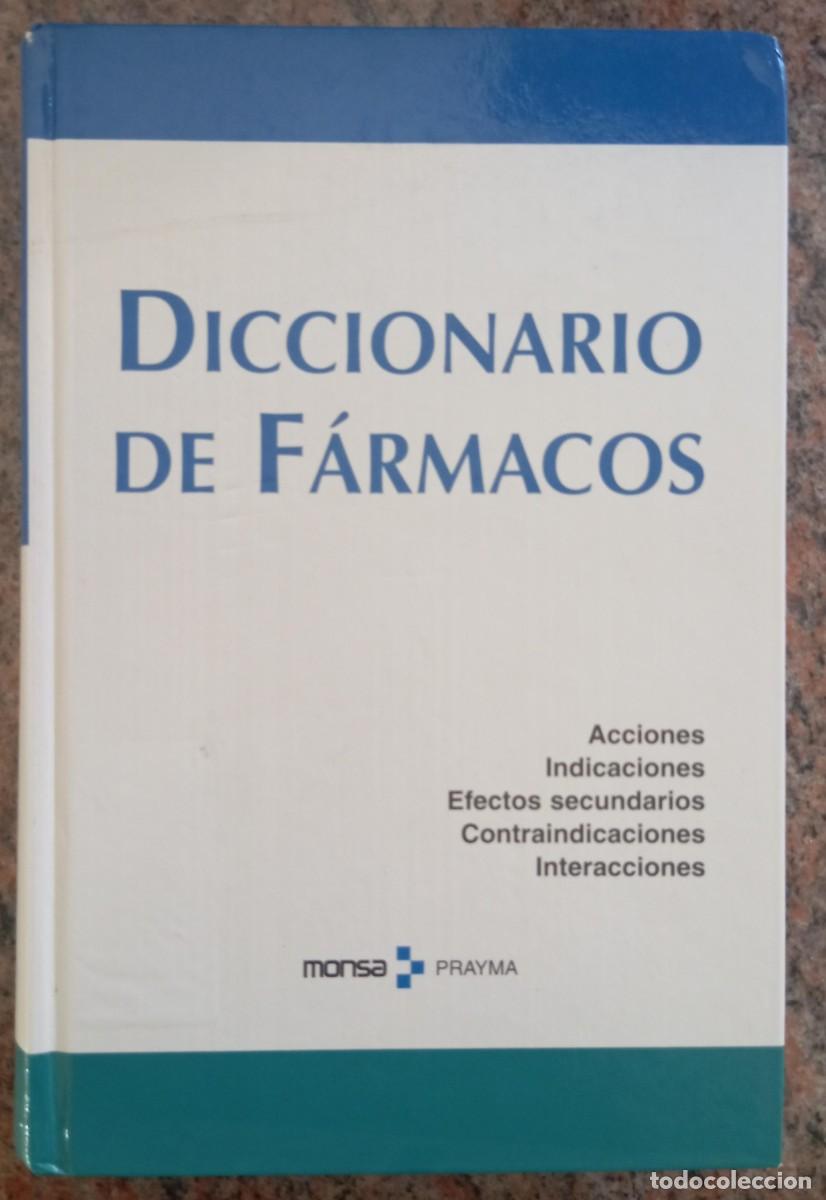 DICCIONARIO
DE FÁRMACOS
Acciones
Indicaciones
Efectos secundarios
Contraindicaciones
Interacciones
monsa PRAYMA
todocoleccion